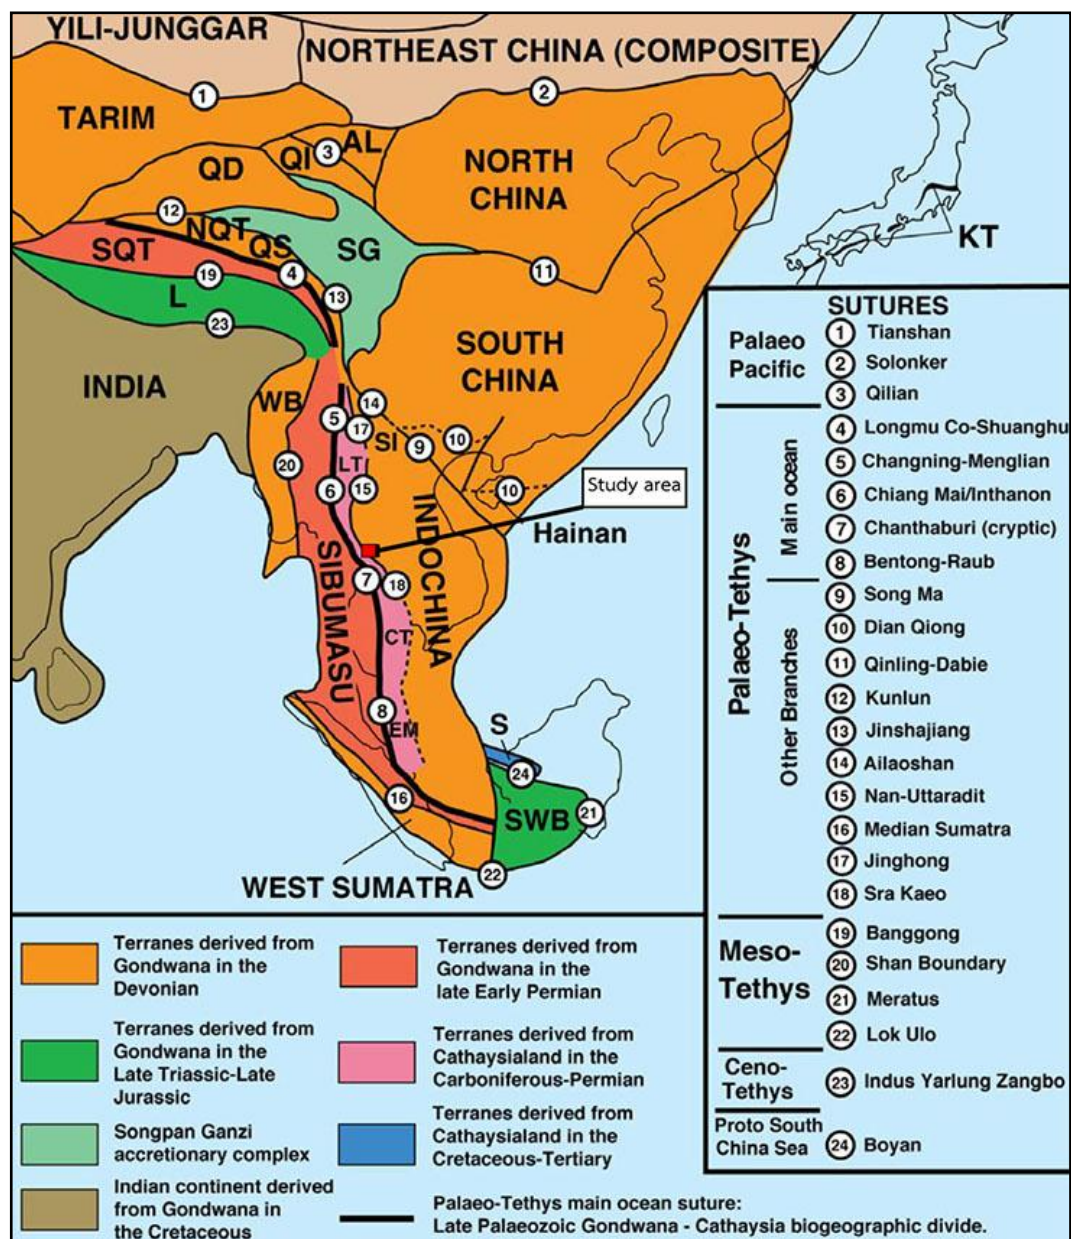 YILI-JUNGGAR
NORTHEAST CHINA (COMPOSITE)
1
2
TARIM
AL
QI
3
QD
NORTH
CHINA
12
NQT
QS
SG
SQT
KT
19
4
11
L
13
23
SOUTH
CHINA
INDIA
WB
14
5
17
SI
9
10
20
LT
6
15
10
Study area
Hainan
INDOCHINA
SIBUMASU
7
18
CT
8
EM
S
24
16
SWB
21
22
WEST SUMATRA
SUTURES
Palaeo
Pacific
1 Tianshan
2 Solonker
3 Qilian
Palaeo-Tethys
Main ocean
4 Longmu Co-Shuanghu
5 Changning-Menglian
6 Chiang Mai/Inthanon
7 Chanthaburi (cryptic)
8 Bentong-Raub
Other Branches
9 Song Ma
10 Dian Qiong
11 Qinling-Dabie
12 Kunlun
13 Jinshajiang
14 Ailaoshan
15 Nan-Uttaradit
16 Median Sumatra
17 Jinghong
18 Sra Kaeo
Meso-
Tethys
19 Banggong
20 Shan Boundary
21 Meratus
22 Lok Ulo
Ceno-
Tethys
23 Indus Yarlung Zangbo
Proto South
China Sea
24 Boyan
Terranes derived from
Gondwana in the
Devonian
Terranes derived from
Gondwana in the
late Early Permian
Terranes derived from
Gondwana in the
Late Triassic-Late
Jurassic
Terranes derived from
Cathaysialand in the
Carboniferous-Permian
Songpan Ganzi
accretionary complex
Terranes derived from
Cathaysialand in the
Cretaceous-Tertiary
Indian continent derived
from Gondwana in
the Cretaceous
Palaeo-Tethys main ocean suture:
Late Palaeozoic Gondwana - Cathaysia biogeographic divide.